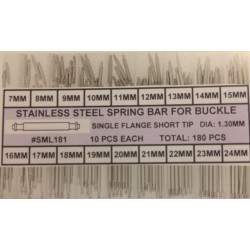 7MM 8MM 9MM 10MM 11MM 12MM 13MM 14MM 15MM
STAINLESS STEEL SPRING BAR FOR BUCKLE
SINGLE FLANGE SHORT TIP DIA: 1.30MM
#SML181 10 PCS EACH TOTAL: 180 PCS
16MM 17MM 18MM 19MM 20MM 21MM 22MM 23MM 24MM